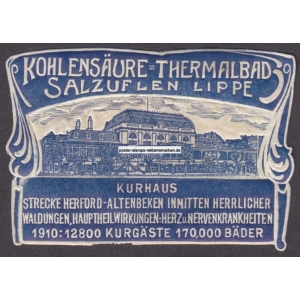 KOHLENSÄURE=THERMALBAD
SALZUFLEN LIPPE
KURHAUS
STRECKE HERFORD-ALTENBEKEN INMITTEN HERRLICHER
WALDUNGEN, HAUPTHEILWIRKUNGEN-HERZ U. NERVENKRANKHEITEN
1910: 12800 KURGÄSTE 170,000 BÄDER